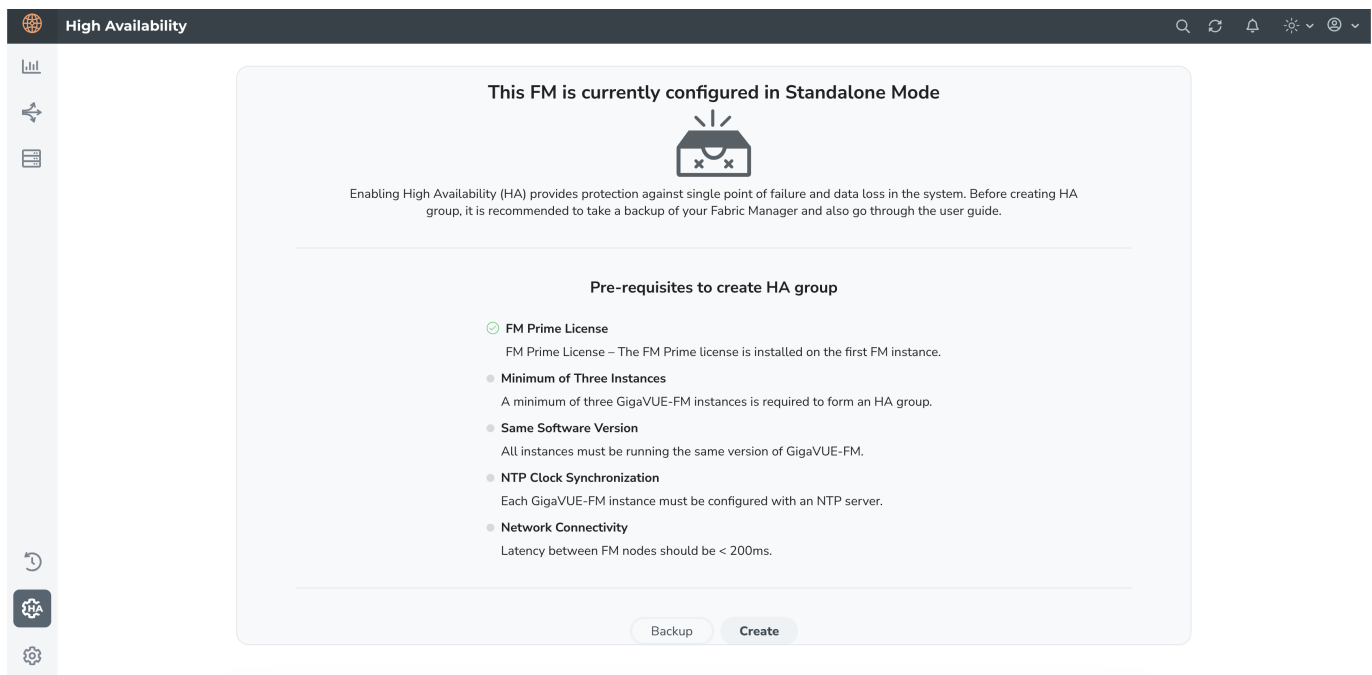 High Availability
This FM is currently configured in Standalone Mode
Enabling High Availability (HA) provides protection against single point of failure and data loss in the system. Before creating HA
group, it is recommended to take a backup of your Fabric Manager and also go through the user guide.
Pre-requisites to create HA group
FM Prime License
FM Prime License – The FM Prime license is installed on the first FM instance.
Minimum of Three Instances
A minimum of three GigaVUE-FM instances is required to form an HA group.
Same Software Version
All instances must be running the same version of GigaVUE-FM.
NTP Clock Synchronization
Each GigaVUE-FM instance must be configured with an NTP server.
Network Connectivity
Latency between FM nodes should be < 200ms.
HA
Backup Create